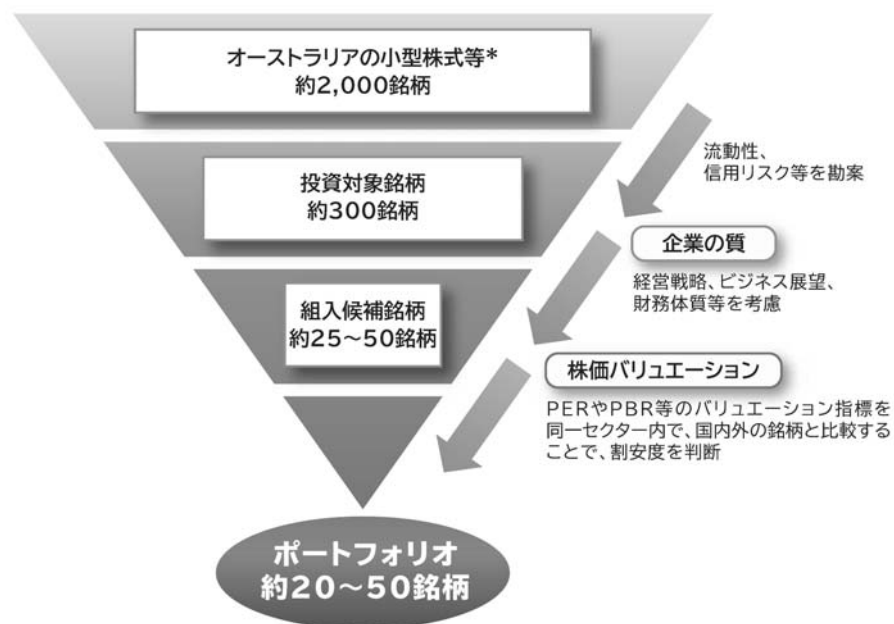 オーストラリアの小型株式等*
約2,000銘柄
流動性、
信用リスク等を勘案
投資対象銘柄
約300銘柄
企業の質
経営戦略、ビジネス展望、
財務体質等を考慮
組入候補銘柄
約25～50銘柄
株価バリュエーション
PERやPBR等のバリュエーション指標を
同一セクター内で、国内外の銘柄と比較する
ことで、割安度を判断
ポートフォリオ
約20～50銘柄